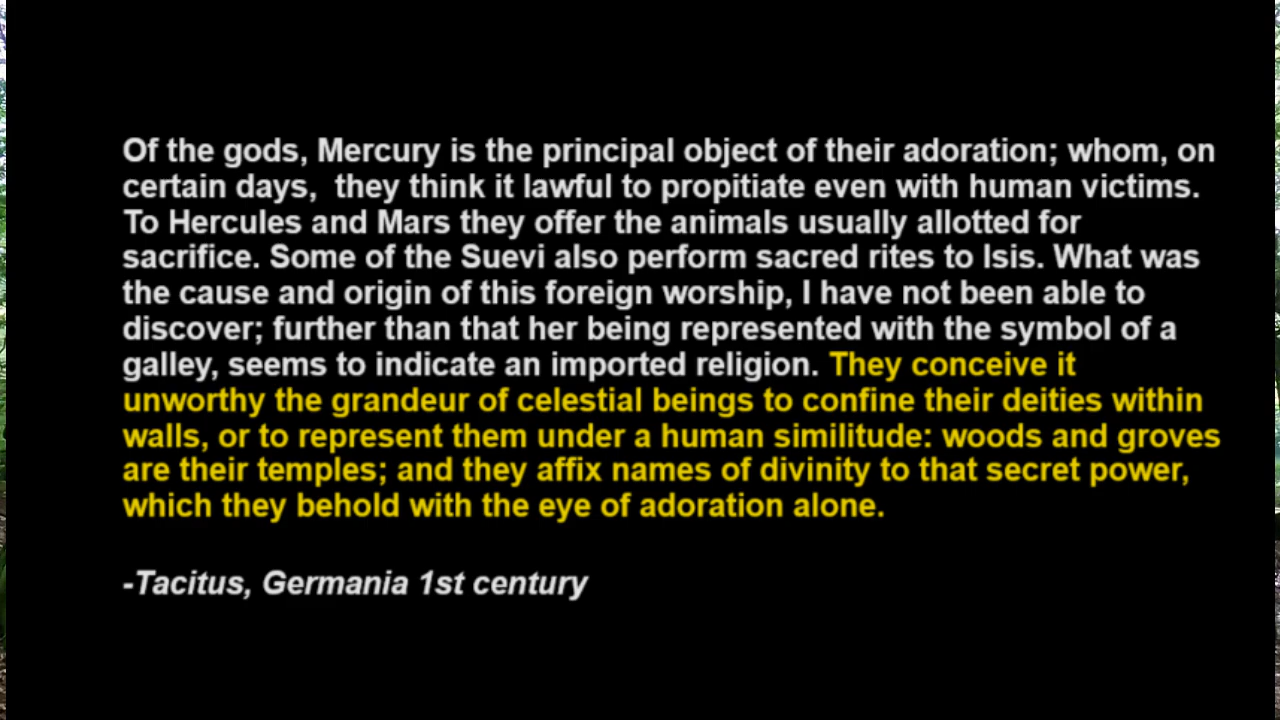 Of the gods, Mercury is the principal object of their adoration; whom, on
certain days,  they think it lawful to propitiate even with human victims.
To Hercules and Mars they offer the animals usually allotted for
sacrifice. Some of the Suevi also perform sacred rites to Isis. What was
the cause and origin of this foreign worship, I have not been able to
discover; further than that her being represented with the symbol of a
galley, seems to indicate an imported religion. They conceive it
unworthy the grandeur of celestial beings to confine their deities within
walls, or to represent them under a human similitude: woods and groves
are their temples; and they affix names of divinity to that secret power,
which they behold with the eye of adoration alone.
-Tacitus, Germania 1st century